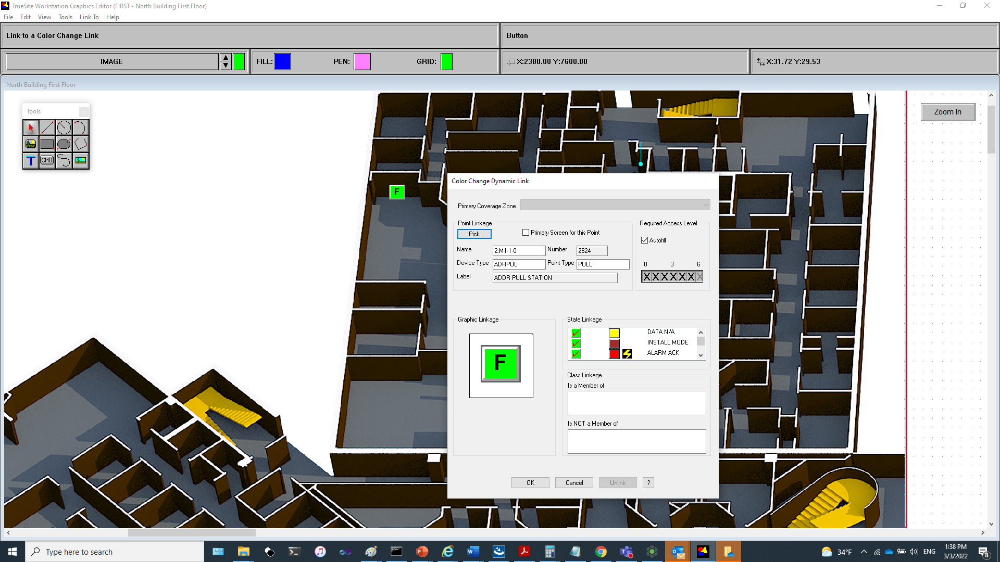 TrueSite Workstation Graphics Editor (FIRST - North Building First Floor)
File Edit View Tools Link To Help
Link to a Color Change Link
Button
IMAGE
FILL:
PEN:
GRID:
X:2380.00 Y:7600.00
X:31.72 Y:29.53
North Building First Floor
Tools
T
CMD
Zoom In
F
Color Change Dynamic Link
Primary Coverage Zone
Point Linkage
Pick
Primary Screen for this Point
Name 2:M1-1-0 Number 2824
Device Type ADRPUL Point Type PULL
Label ADDR PULL STATION
Required Access Level
Autofill
0 3 6
X X X X X X X
Graphic Linkage
F
State Linkage
DATA N/A
INSTALL MODE
ALARM ACK
Class Linkage
Is a Member of
Is NOT a Member of
OK Cancel Unlink ?
Type here to search
34°F
ENG
1:38 PM
3/3/2022
8